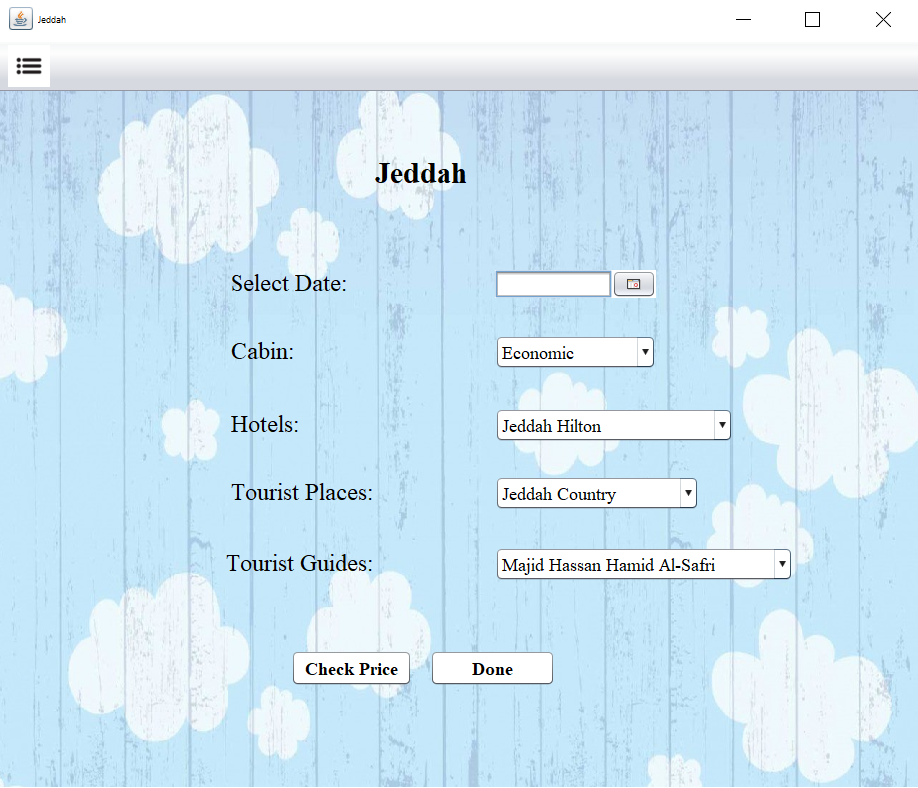 Jeddah
Jeddah
Select Date:
Cabin:
Economic
Hotels:
Jeddah Hilton
Tourist Places:
Jeddah Country
Tourist Guides:
Majid Hassan Hamid Al-Safri
Check Price
Done